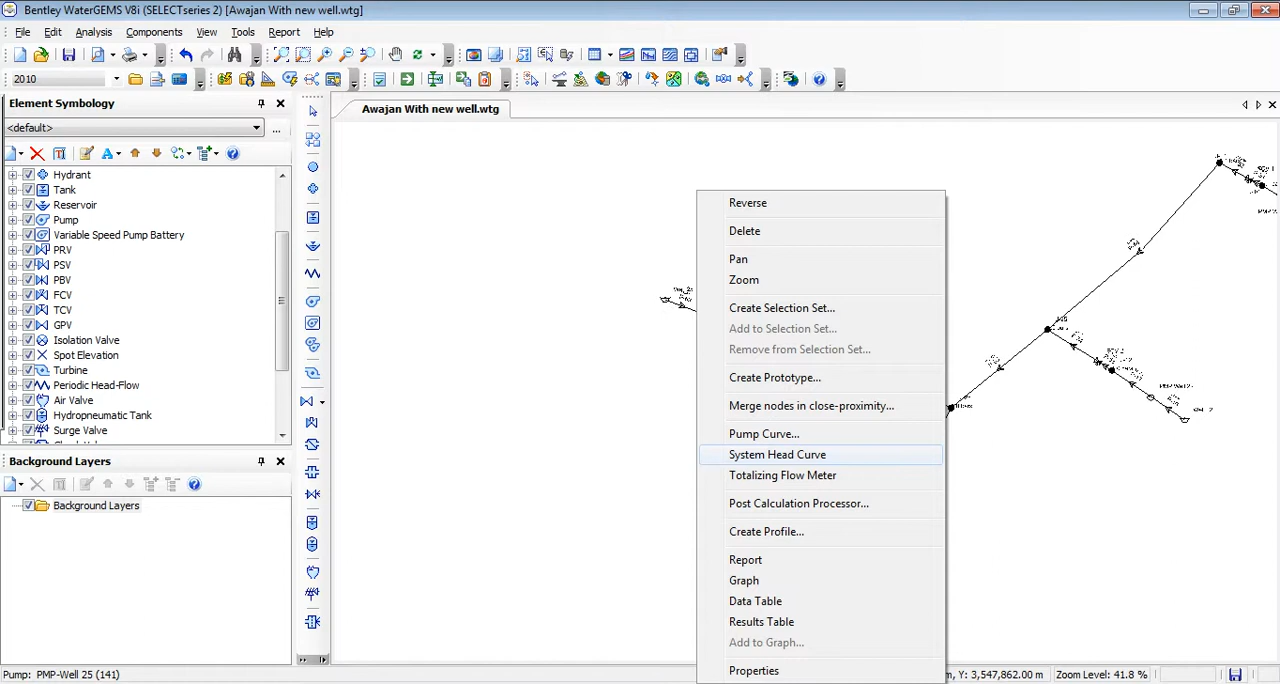 Bentley WaterGEMS V8i (SELECTseries 2) [Awajan With new well.wtg]
File Edit Analysis Components View Tools Report Help
2010
Element Symbology
<default>
Hydrant
Tank
Reservoir
Pump
Variable Speed Pump Battery
PRV
PSV
PBV
FCV
TCV
GPV
Isolation Valve
Spot Elevation
Turbine
Periodic Head-Flow
Air Valve
Hydropneumatic Tank
Surge Valve
Background Layers
Background Layers
Awajan With new well.wtg
Reverse
Delete
Pan
Zoom
Create Selection Set...
Add to Selection Set...
Remove from Selection Set...
Create Prototype...
Merge nodes in close-proximity...
Pump Curve...
System Head Curve
Totalizing Flow Meter
Post Calculation Processor...
Create Profile...
Report
Graph
Data Table
Results Table
Add to Graph...
Properties
Pump: PMP-Well 25 (141)
n, Y: 3,547,862.00 m
Zoom Level: 41.8 %